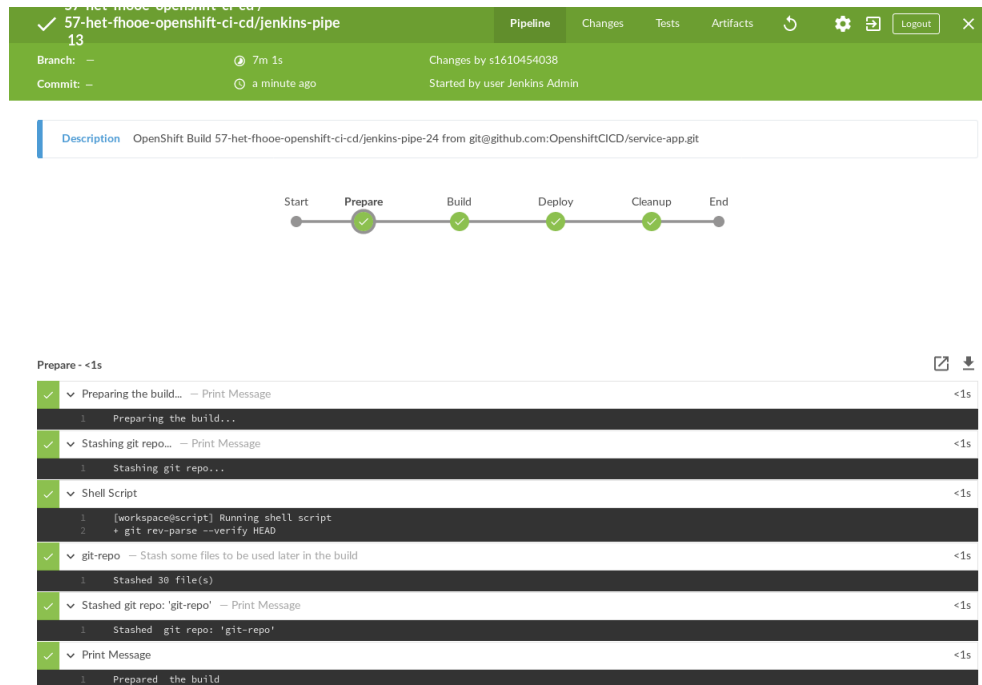 57-het-fhooe-openshift-ci-cd /
57-het-fhooe-openshift-ci-cd/jenkins-pipe
13
Pipeline Changes Tests Artifacts Logout
Branch: — 7m 1s Changes by s1610454038
Commit: — a minute ago Started by user Jenkins Admin
Description OpenShift Build 57-het-fhooe-openshift-ci-cd/jenkins-pipe-24 from git@github.com:OpenshiftCICD/service-app.git
Start Prepare Build Deploy Cleanup End
Prepare - <1s
Preparing the build... — Print Message <1s
1 Preparing the build...
Stashing git repo... — Print Message <1s
1 Stashing git repo...
Shell Script <1s
1 [workspace@script] Running shell script
2 + git rev-parse --verify HEAD
git-repo — Stash some files to be used later in the build <1s
1 Stashed 30 file(s)
Stashed git repo: 'git-repo' — Print Message <1s
1 Stashed  git repo: 'git-repo'
Print Message <1s
1 Prepared  the build